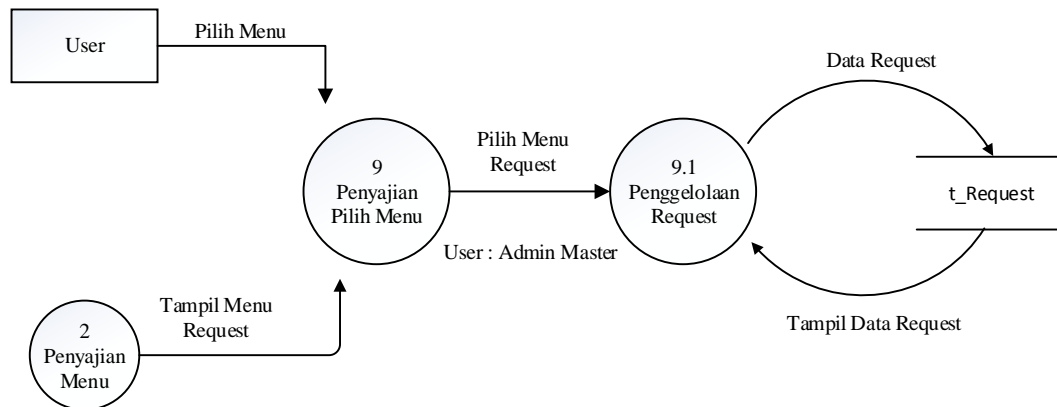 User
Pilih Menu
Data Request
9
Penyajian
Pilih Menu
Pilih Menu
Request
9.1
Penggelolaan
Request
t_Request
User : Admin Master
Tampil Menu
Request
2
Penyajian
Menu
Tampil Data Request